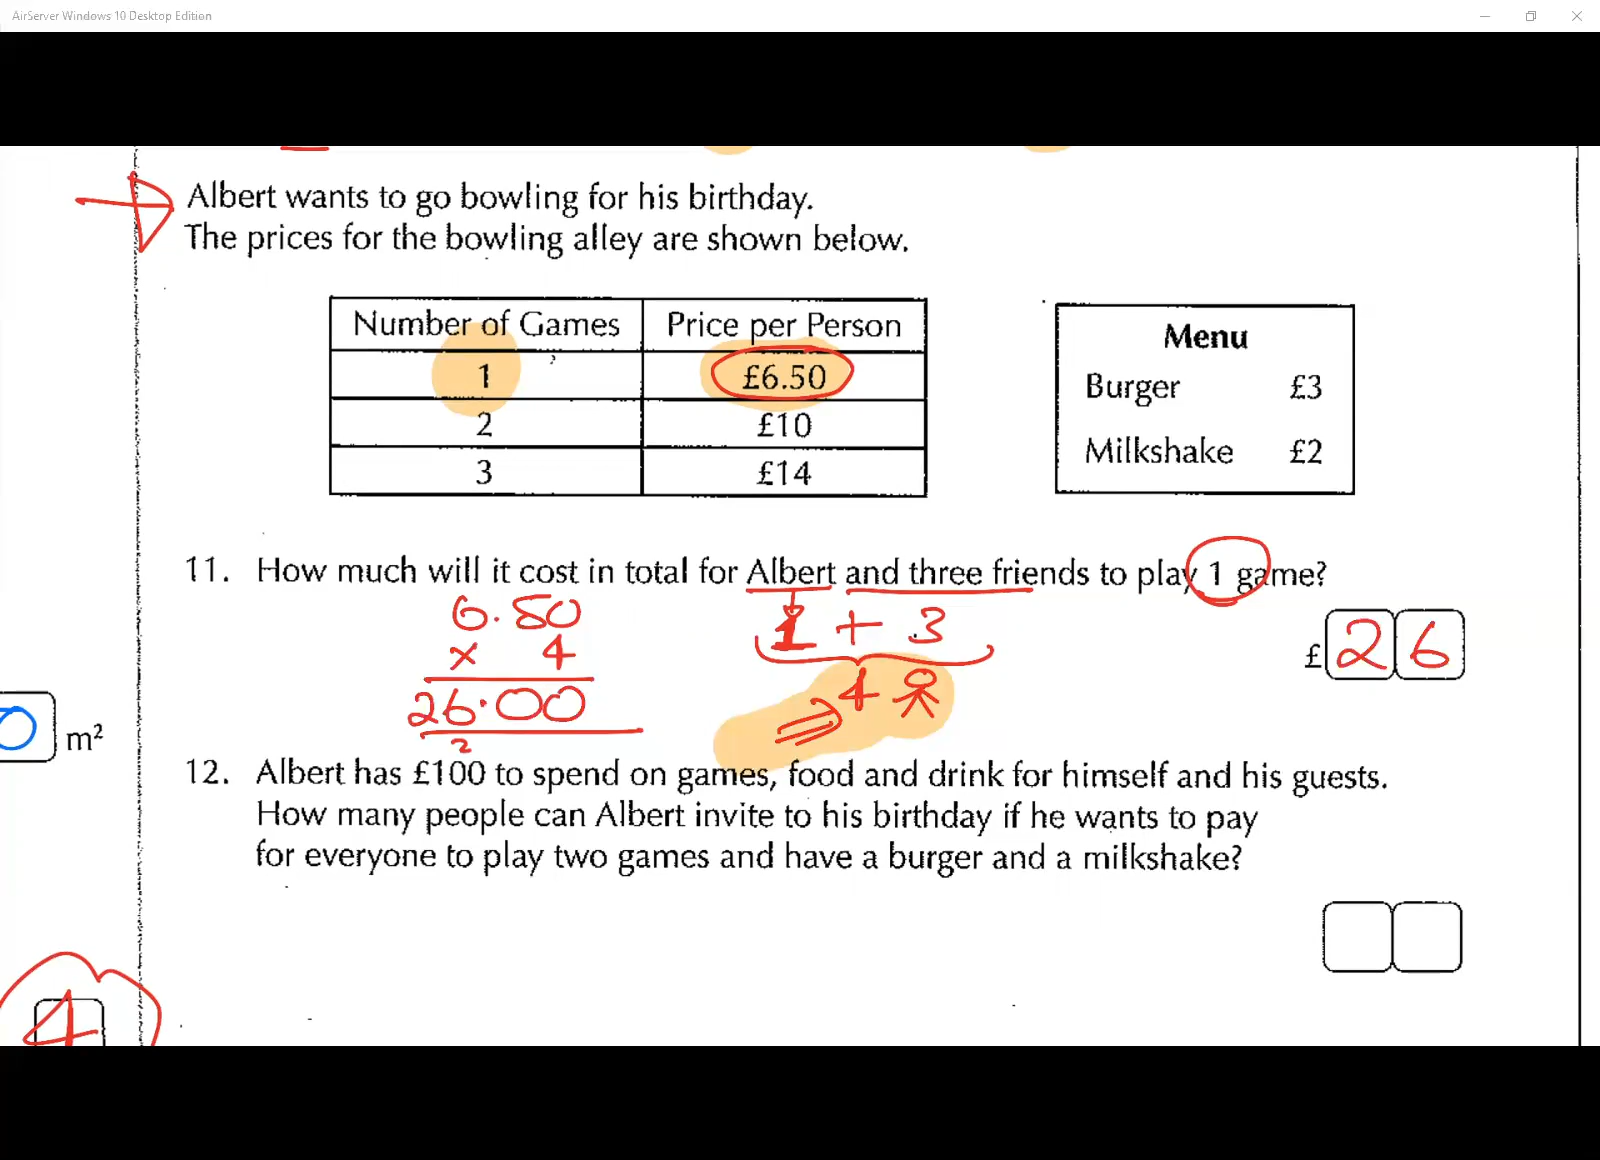 AirServer Windows 10 Desktop Edition
Albert wants to go bowling for his birthday.
The prices for the bowling alley are shown below.
Number of Games Price per Person
1 £6.50
2 £10
3 £14
Menu
Burger £3
Milkshake £2
11. How much will it cost in total for Albert and three friends to play 1 game?
6.50
× 4
26.00
2
1 + 3
⇒ 4
£ 26
0 m²
12. Albert has £100 to spend on games, food and drink for himself and his guests.
How many people can Albert invite to his birthday if he wants to pay
for everyone to play two games and have a burger and a milkshake?
4